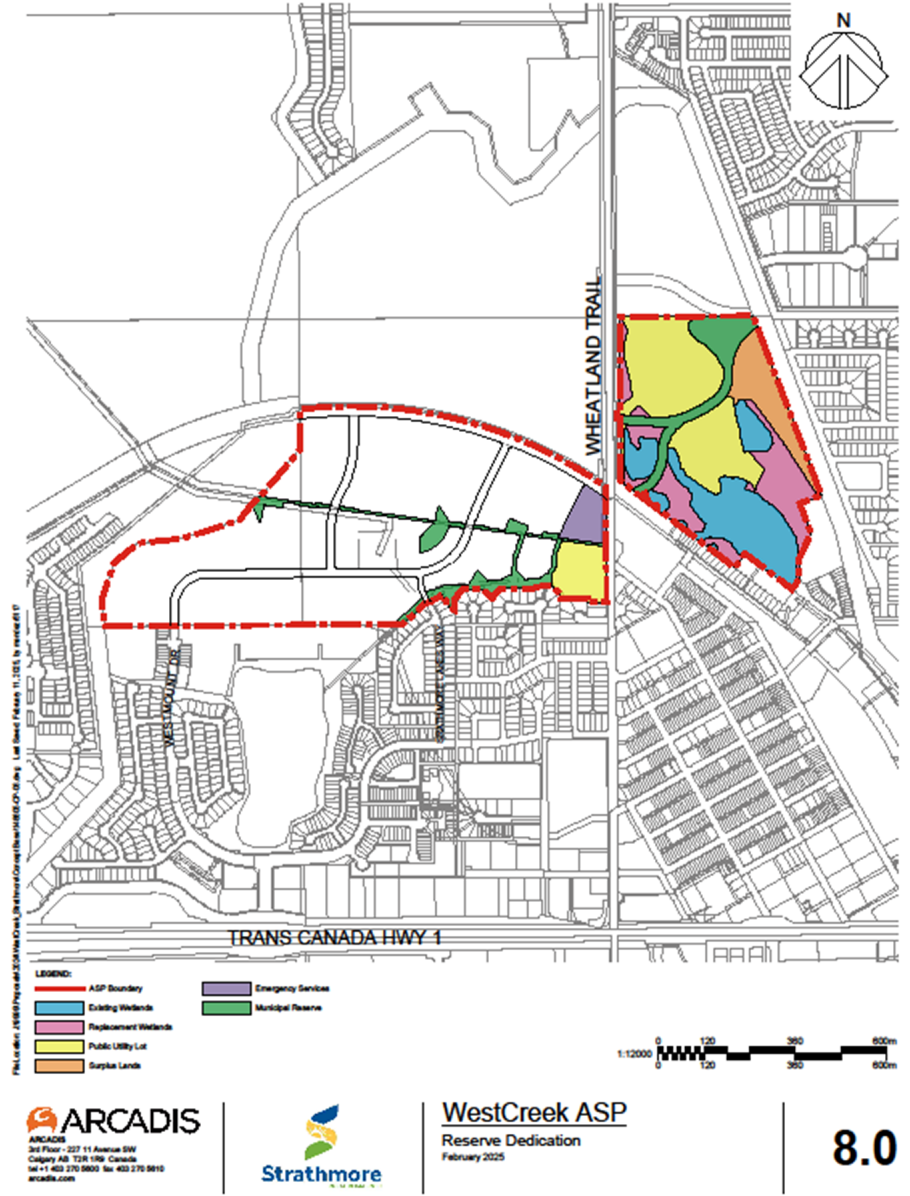 N
WHEATLAND TRAIL
WESTMOUNT DR
TRANS CANADA HWY 1
LEGEND:
ASP Boundary
Existing Wetlands
Replacement Wetlands
Public Utility Lot
Surplus Lands
Emergency Services
Municipal Reserve
1:12000
0 120 360 600m
0 120 360 600m
ARCADIS
ARCADIS
3rd Floor - 227 11 Avenue SW
Calgary AB T2R 1R9 Canada
tel +1 403 270 5600 fax 403 270 5610
arcadis.com
Strathmore
WestCreek ASP
Reserve Dedication
February 2025
8.0